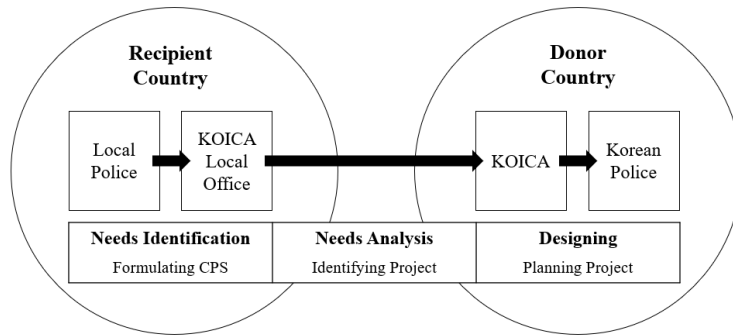 Recipient
Country
Donor
Country
Local
Police
KOICA
Local
Office
KOICA
Korean
Police
Needs Identification
Formulating CPS
Needs Analysis
Identifying Project
Designing
Planning Project